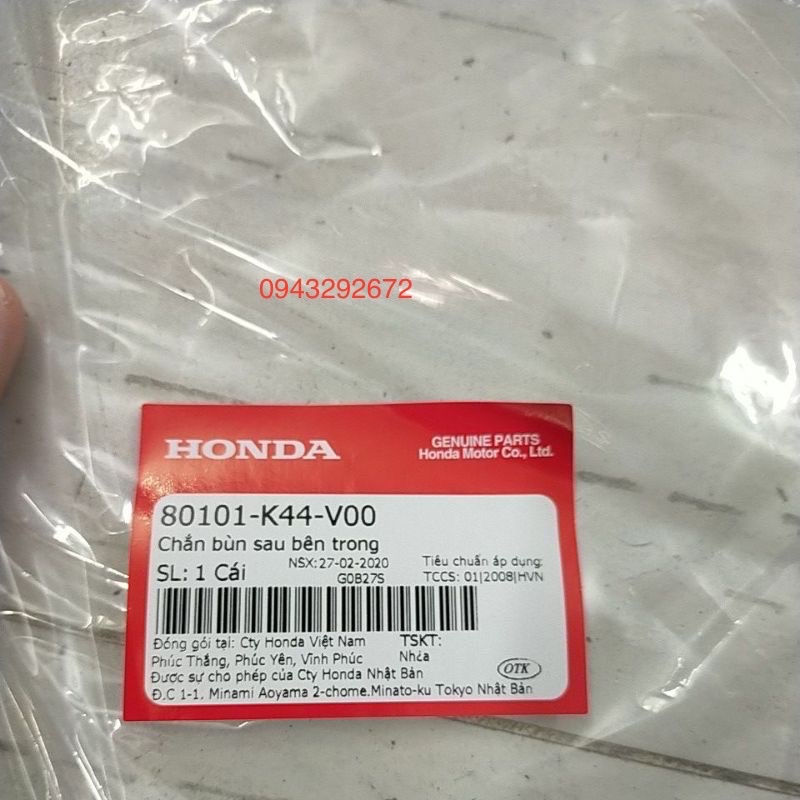 0943292672
HONDA
GENUINE PARTS
Honda Motor Co., Ltd.
80101-K44-V00
Chắn bùn sau bên trong
NSX:27-02-2020
Tiêu chuẩn áp dụng:
SL: 1 Cái
G0B27S
TCCS: 01|2008|HVN
Đóng gói tại: Cty Honda Việt Nam
TSKT:
Phúc Thắng, Phúc Yên, Vĩnh Phúc
Nhựa
Được sự cho phép của Cty Honda Nhật Bản
OTK
Đ.C 1-1, Minami Aoyama 2-chome.Minato-ku Tokyo Nhật Bản